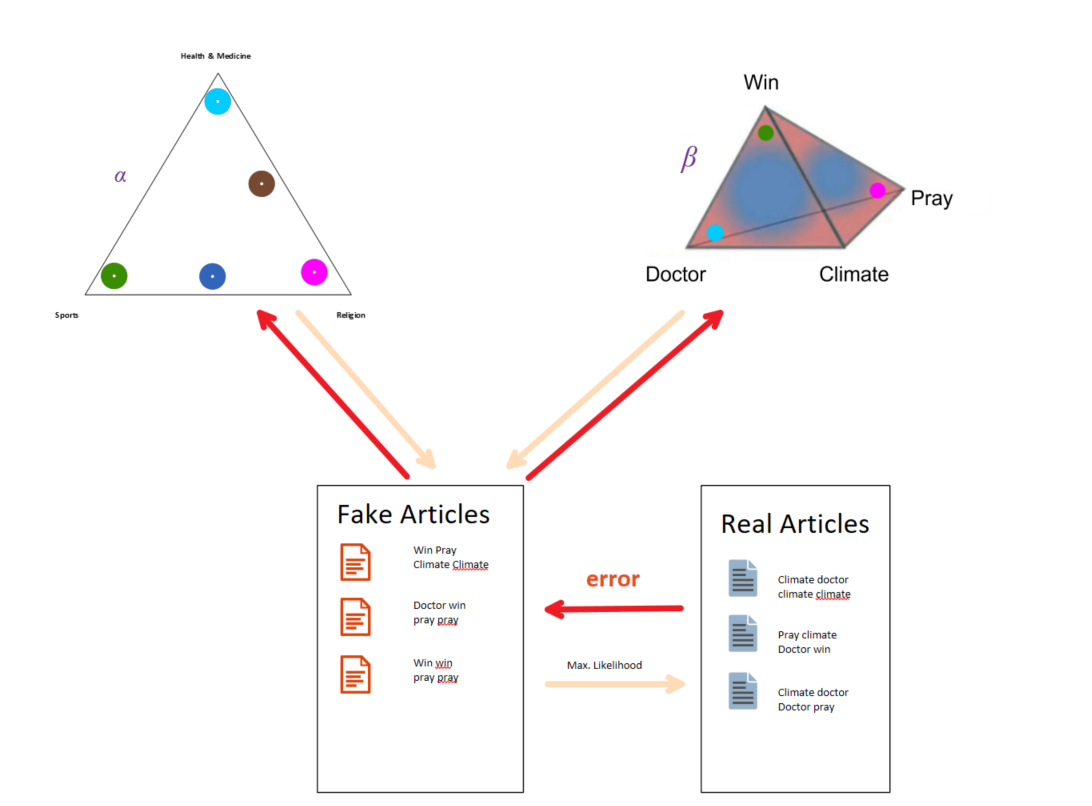 Health & Medicine
α
Sports
Religion
Win
β
Pray
Doctor
Climate
Fake Articles
Win Pray
Climate Climate
Doctor win
pray pray
Win win
pray pray
error
Max. Likelihood
Real Articles
Climate doctor
climate climate
Pray climate
Doctor win
Climate doctor
Doctor pray